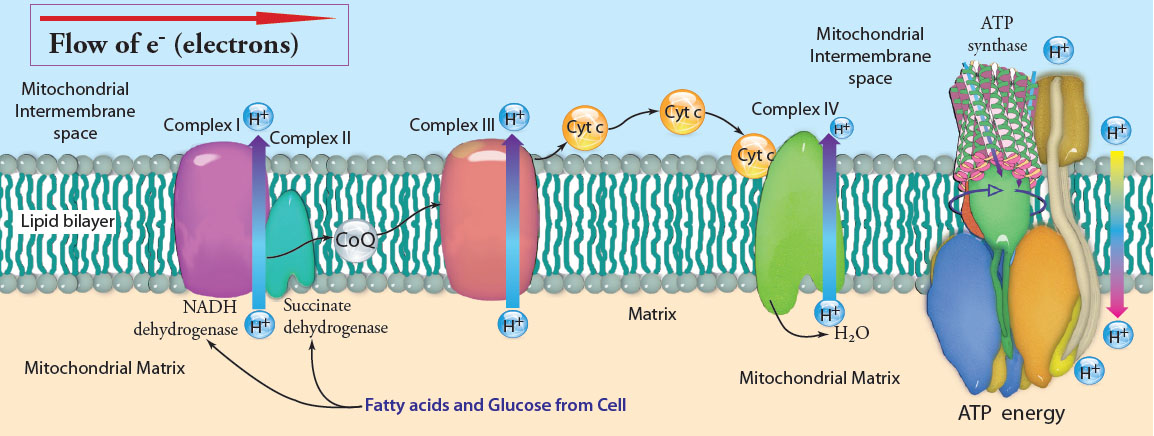 Flow of e⁻ (electrons)
Mitochondrial
Intermembrane
space
Complex I
H+
Complex II
Complex III
H+
Cyt c
Cyt c
Cyt c
Complex IV
H+
Mitochondrial
Intermembrane
space
ATP
synthase
H+
H+
Lipid bilayer
CoQ
NADH
dehydrogenase
H+
Succinate
dehydrogenase
H+
Matrix
H+
H₂O
H+
H+
Mitochondrial Matrix
Mitochondrial Matrix
Fatty acids and Glucose from Cell
ATP energy